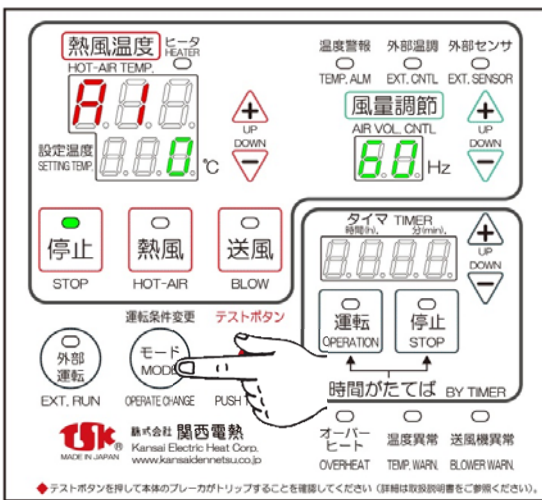 熱風温度 ヒータ HEATER
HOT-AIR TEMP.
A1
設定温度 SETTING TEMP. 0 ℃
UP
DOWN
温度警報 外部温調 外部センサ
TEMP. ALM EXT. CNTL EXT. SENSOR
風量調節
AIR VOL. CNTL
60 Hz
UP
DOWN
停止 熱風 送風
STOP HOT-AIR BLOW
タイマ TIMER
時間(h). 分(min).
8.8.8.8
UP
DOWN
運転 OPERATION
停止 STOP
時間がたてば BY TIMER
運転条件変更 テストボタン
外部運転
モード MODE
EXT. RUN OPERATE CHANGE PUSH
TSK
MADE IN JAPAN
株式会社 関西電熱
Kansai Electric Heat Corp.
www.kansaidennetsu.co.jp
オーバーヒート 温度異常 送風機異常
OVERHEAT TEMP. WARN. BLOWER WARN.
◆テストボタンを押して本体のブレーカがトリップすることを確認してください（詳細は取扱説明書をご参照ください）。